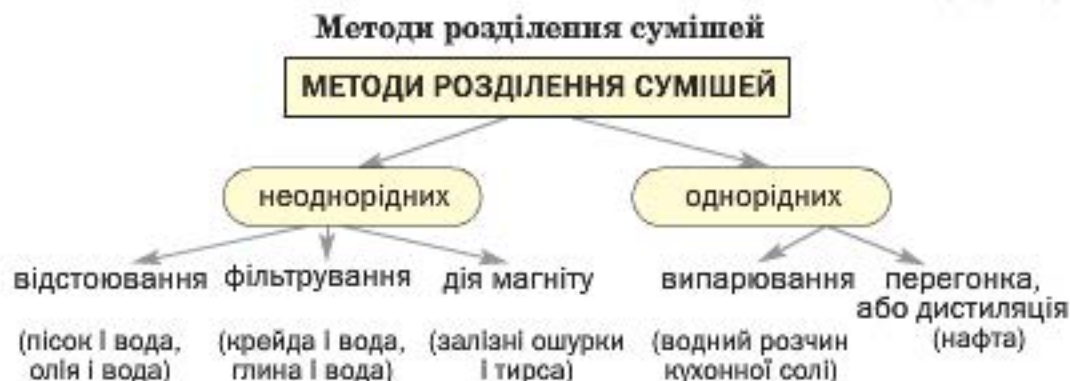 Методи розділення сумішей
МЕТОДИ РОЗДІЛЕННЯ СУМІШЕЙ
неоднорідних
однорідних
відстоювання
(пісок і вода,
олія і вода)
фільтрування
(крейда і вода,
глина і вода)
дія магніту
(залізні ошурки
і тирса)
випарювання
(водний розчин
кухонної солі)
перегонка,
або дистиляція
(нафта)